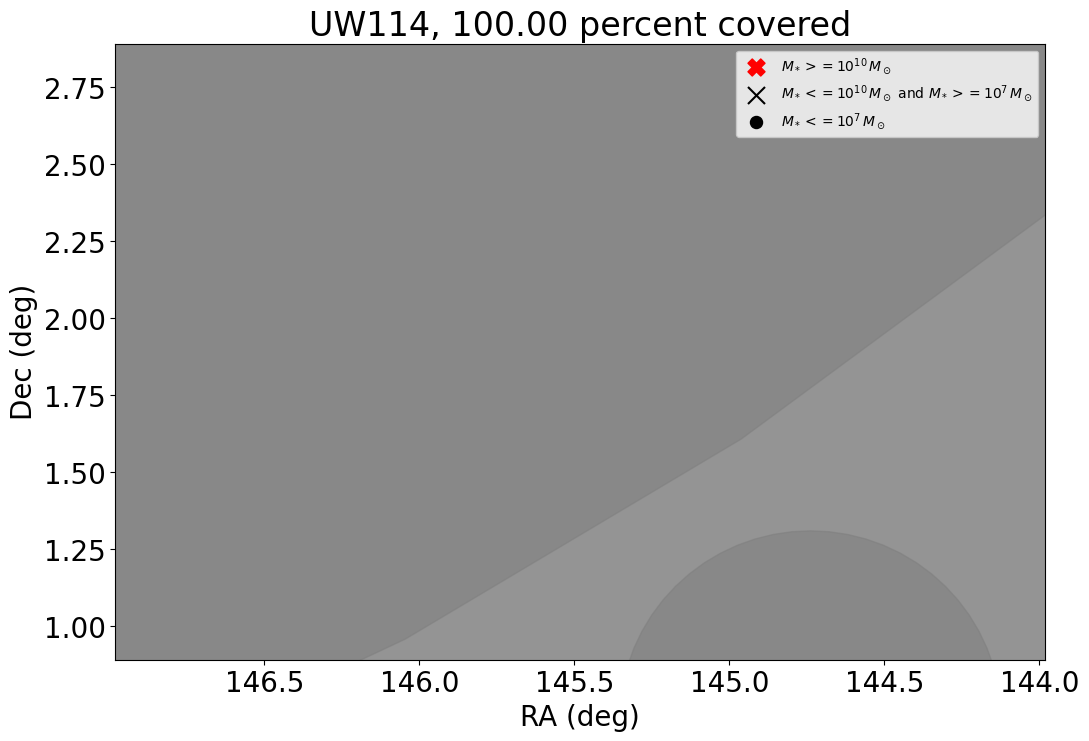 UW114, 100.00 percent covered
M* >= 10^10 M⊙
M* <= 10^10 M⊙ and M* >= 10^7 M⊙
M* <= 10^7 M⊙
2.75
2.50
2.25
2.00
1.75
1.50
1.25
1.00
Dec (deg)
146.5 146.0 145.5 145.0 144.5 144.0
RA (deg)